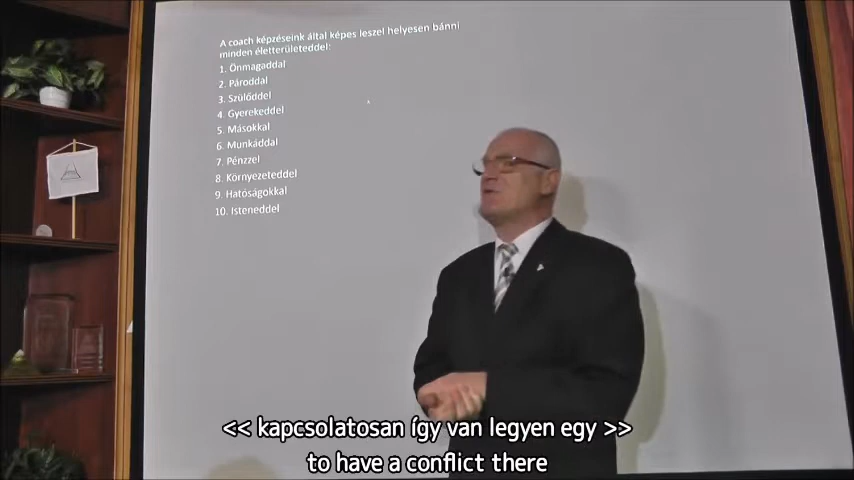 A coach képzéseink által képes leszel helyesen bánni
minden életterületeddel:
1. Önmagaddal
2. Pároddal
3. Szülőddel
4. Gyerekeddel
5. Másokkal
6. Munkáddal
7. Pénzzel
8. Környezeteddel
9. Hatóságokkal
10. Isteneddel
<< kapcsolatosan így van legyen egy >>
to have a conflict there